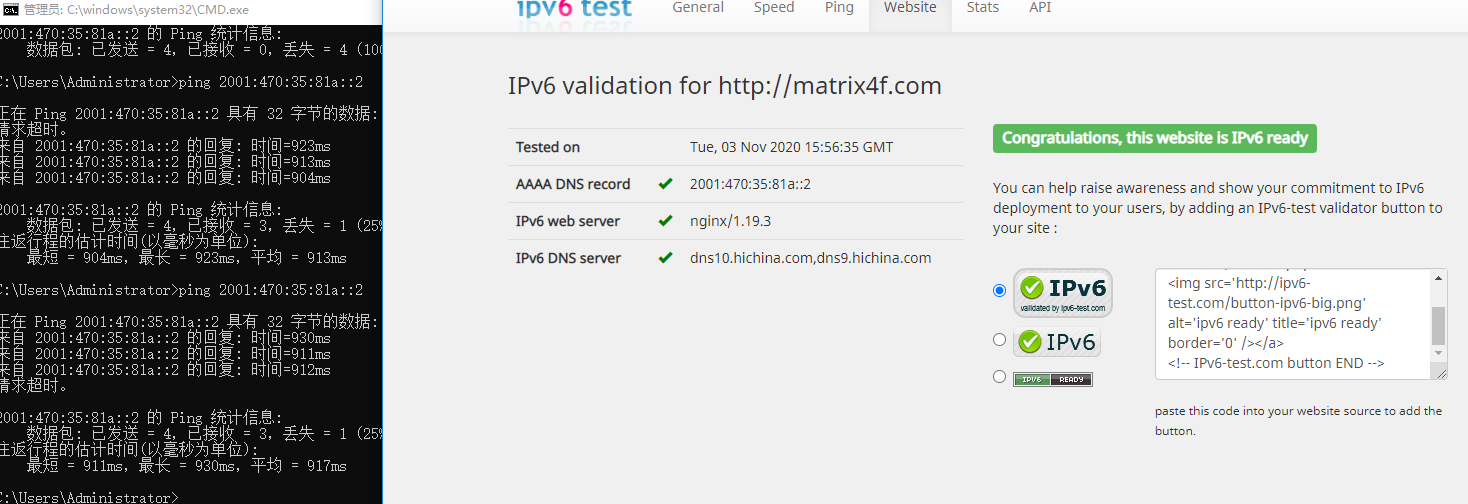 管理员: C:\windows\system32\CMD.exe
2001:470:35:81a::2 的 Ping 统计信息:
数据包: 已发送 = 4, 已接收 = 0, 丢失 = 4 (100
C:\Users\Administrator>ping 2001:470:35:81a::2
正在 Ping 2001:470:35:81a::2 具有 32 字节的数据:
请求超时。
来自 2001:470:35:81a::2 的回复: 时间=923ms
来自 2001:470:35:81a::2 的回复: 时间=913ms
来自 2001:470:35:81a::2 的回复: 时间=904ms
2001:470:35:81a::2 的 Ping 统计信息:
数据包: 已发送 = 4, 已接收 = 3, 丢失 = 1 (25%
往返行程的估计时间(以毫秒为单位):
最短 = 904ms, 最长 = 923ms, 平均 = 913ms
C:\Users\Administrator>ping 2001:470:35:81a::2
正在 Ping 2001:470:35:81a::2 具有 32 字节的数据:
来自 2001:470:35:81a::2 的回复: 时间=930ms
来自 2001:470:35:81a::2 的回复: 时间=911ms
来自 2001:470:35:81a::2 的回复: 时间=912ms
请求超时。
2001:470:35:81a::2 的 Ping 统计信息:
数据包: 已发送 = 4, 已接收 = 3, 丢失 = 1 (25%
往返行程的估计时间(以毫秒为单位):
最短 = 911ms, 最长 = 930ms, 平均 = 917ms
C:\Users\Administrator>
ipv6 test General Speed Ping Website Stats API
IPv6 validation for http://matrix4f.com
Tested on Tue, 03 Nov 2020 15:56:35 GMT
AAAA DNS record 2001:470:35:81a::2
IPv6 web server nginx/1.19.3
IPv6 DNS server dns10.hichina.com,dns9.hichina.com
Congratulations, this website is IPv6 ready
You can help raise awareness and show your commitment to IPv6
deployment to your users, by adding an IPv6-test validator button to
your site :
IPv6
validated by ipv6-test.com
IPv6
IPV6 READY
<img src='http://ipv6-
test.com/button-ipv6-big.png'
alt='ipv6 ready' title='ipv6 ready'
border='0' /></a>
<!-- IPv6-test.com button END -->
paste this code into your website source to add the
button.